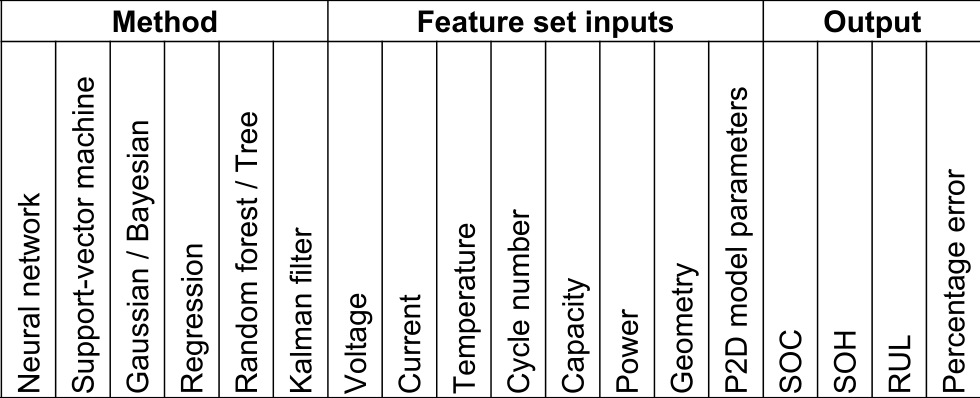 Method
Feature set inputs
Output
Neural network
Support-vector machine
Gaussian / Bayesian
Regression
Random forest / Tree
Kalman filter
Voltage
Current
Temperature
Cycle number
Capacity
Power
Geometry
P2D model parameters
SOC
SOH
RUL
Percentage error